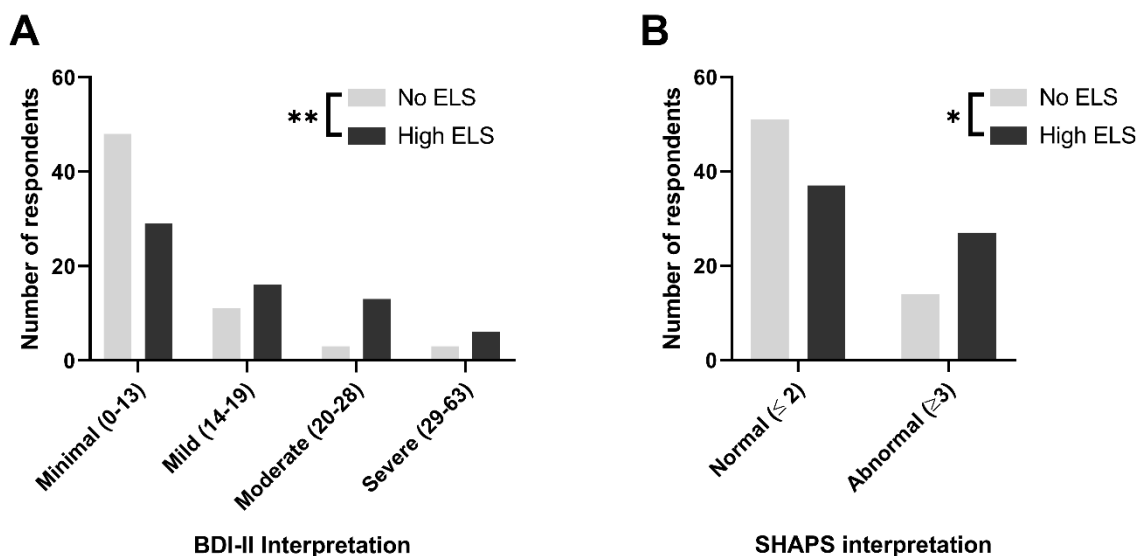 A
Number of respondents
60
40
20
0
**
No ELS
High ELS
Minimal (0-13)
Mild (14-19)
Moderate (20-28)
Severe (29-63)
BDI-II Interpretation
B
Number of respondents
60
40
20
0
*
No ELS
High ELS
Normal (≤ 2)
Abnormal (≥3)
SHAPS interpretation